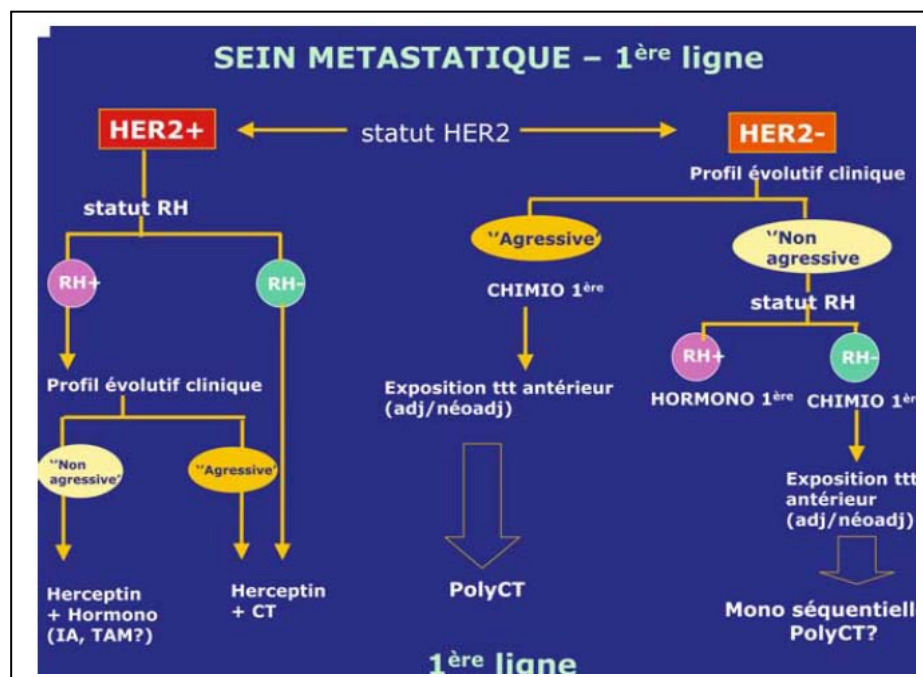 SEIN METASTATIQUE – 1ère ligne
HER2+
statut HER2
HER2-
Profil évolutif clinique
statut RH
"Agressive"
"Non
agressive
RH+
RH-
CHIMIO 1ère
statut RH
RH+
RH-
Profil évolutif clinique
Exposition ttt antérieur
(adj/néoadj)
HORMONO 1ère
CHIMIO 1èr
"Non
agressive"
"Agressive"
Exposition ttt
antérieur
(adj/néoadj)
Herceptin
+ Hormono
(IA, TAM?)
Herceptin
+ CT
PolyCT
Mono séquentiell
PolyCT?
1ère ligne